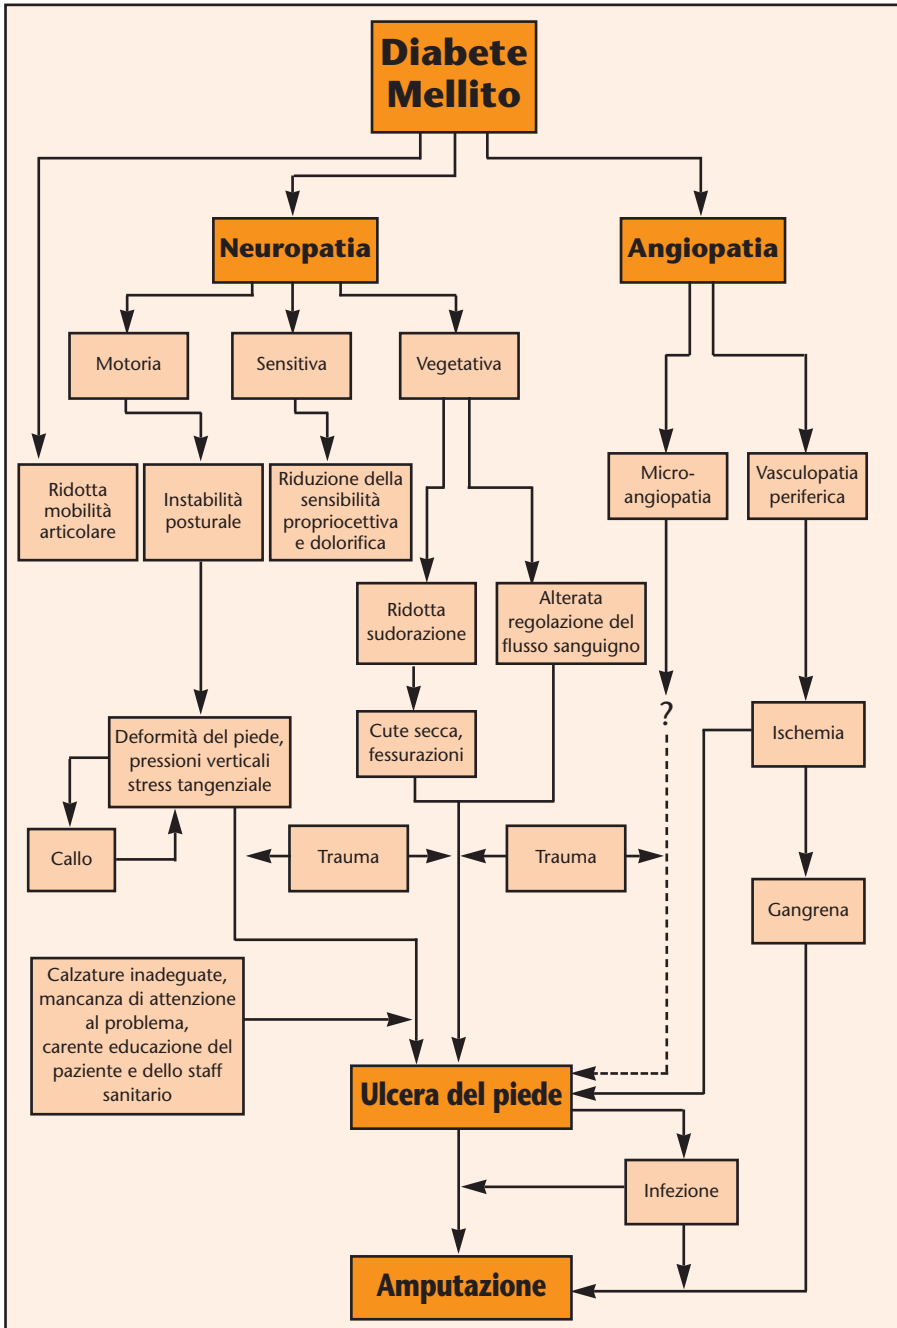 Diabete
Mellito
Neuropatia
Angiopatia
Motoria
Sensitiva
Vegetativa
Ridotta
mobilità
articolare
Instabilità
posturale
Riduzione della
sensibilità
propriocettiva
e dolorifica
Micro-
angiopatia
Vasculopatia
periferica
Ridotta
sudorazione
Alterata
regolazione del
flusso sanguigno
?
Deformità del piede,
pressioni verticali
stress tangenziale
Cute secca,
fessurazioni
Ischemia
Callo
Trauma
Trauma
Gangrena
Calzature inadeguate,
mancanza di attenzione
al problema,
carente educazione del
paziente e dello staff
sanitario
Ulcera del piede
Infezione
Amputazione